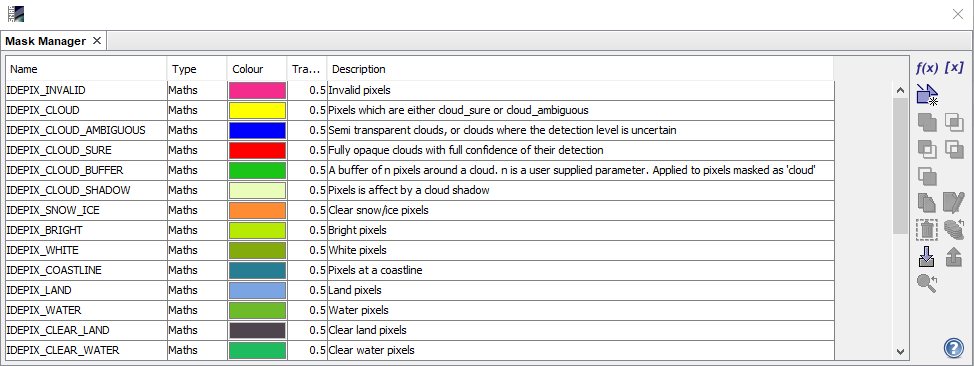 Mask Manager
Name Type Colour Tra... Description
IDEPIX_INVALID Maths 0.5 Invalid pixels
IDEPIX_CLOUD Maths 0.5 Pixels which are either cloud_sure or cloud_ambiguous
IDEPIX_CLOUD_AMBIGUOUS Maths 0.5 Semi transparent clouds, or clouds where the detection level is uncertain
IDEPIX_CLOUD_SURE Maths 0.5 Fully opaque clouds with full confidence of their detection
IDEPIX_CLOUD_BUFFER Maths 0.5 A buffer of n pixels around a cloud. n is a user supplied parameter. Applied to pixels masked as 'cloud'
IDEPIX_CLOUD_SHADOW Maths 0.5 Pixels is affect by a cloud shadow
IDEPIX_SNOW_ICE Maths 0.5 Clear snow/ice pixels
IDEPIX_BRIGHT Maths 0.5 Bright pixels
IDEPIX_WHITE Maths 0.5 White pixels
IDEPIX_COASTLINE Maths 0.5 Pixels at a coastline
IDEPIX_LAND Maths 0.5 Land pixels
IDEPIX_WATER Maths 0.5 Water pixels
IDEPIX_CLEAR_LAND Maths 0.5 Clear land pixels
IDEPIX_CLEAR_WATER Maths 0.5 Clear water pixels
f(x) [x]
?